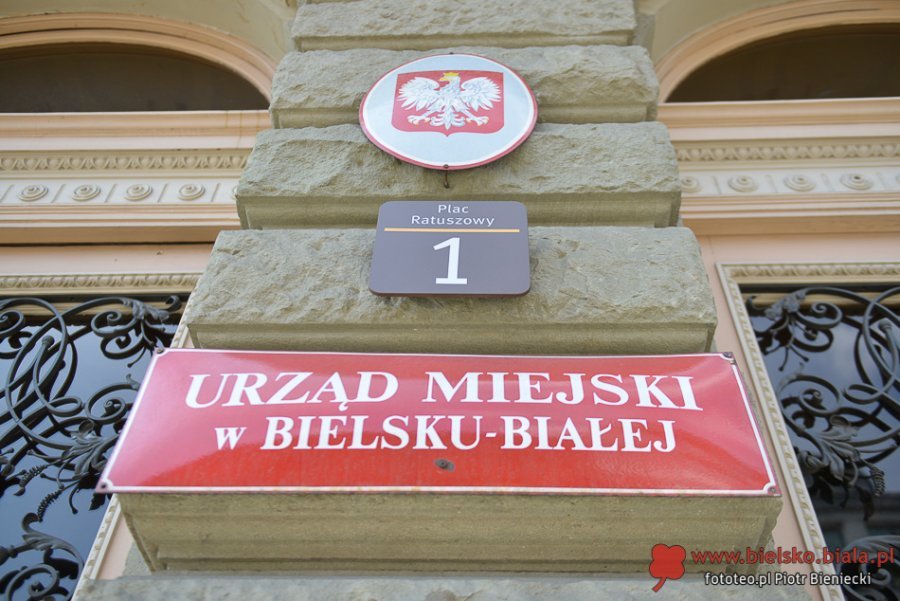 Plac
Ratuszowy
1
URZĄD MIEJSKI
w BIELSKU-BIAŁEJ
www.bielsko.biala.pl
fototeo.pl Piotr Bieniecki